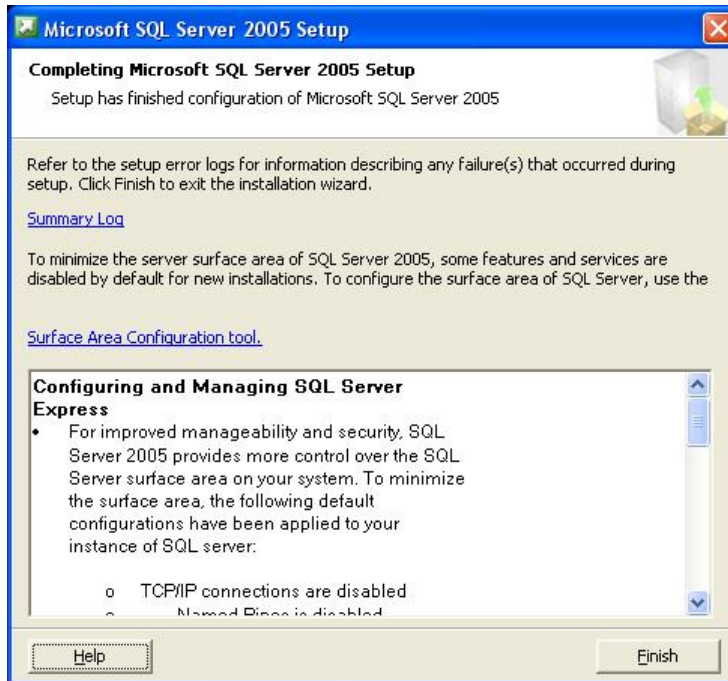 Microsoft SQL Server 2005 Setup
Completing Microsoft SQL Server 2005 Setup
Setup has finished configuration of Microsoft SQL Server 2005
Refer to the setup error logs for information describing any failure(s) that occurred during
setup. Click Finish to exit the installation wizard.
Summary Log
To minimize the server surface area of SQL Server 2005, some features and services are
disabled by default for new installations. To configure the surface area of SQL Server, use the
Surface Area Configuration tool.
Configuring and Managing SQL Server
Express
• For improved manageability and security, SQL
Server 2005 provides more control over the SQL
Server surface area on your system. To minimize
the surface area, the following default
configurations have been applied to your
instance of SQL server:
o TCP/IP connections are disabled
o Named Pipes is disabled
Help
Finish